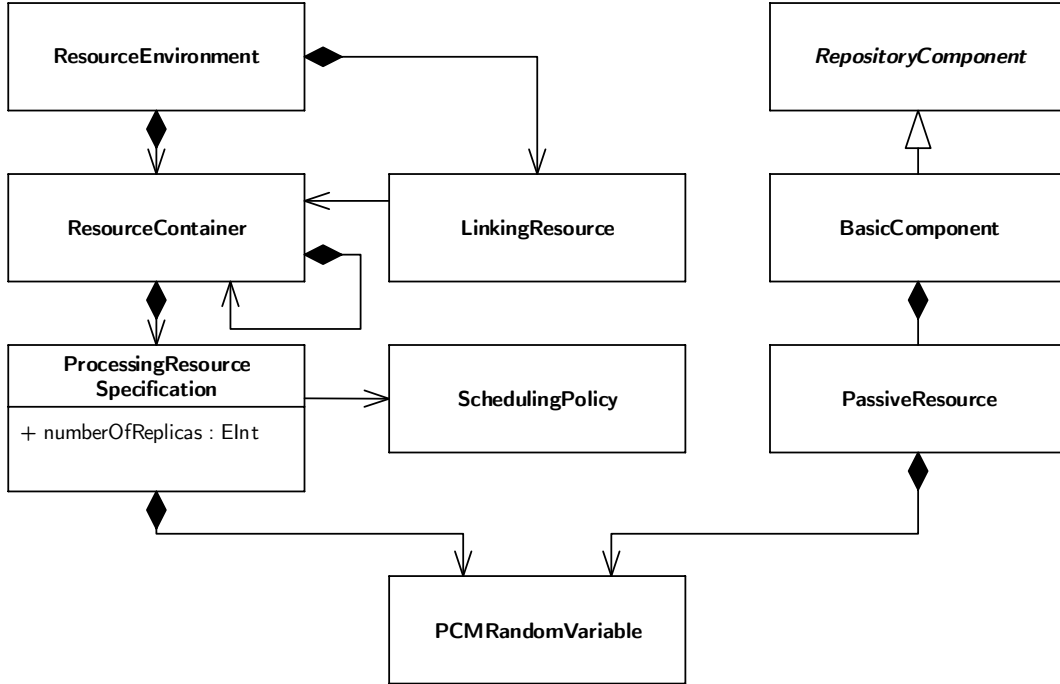 ResourceEnvironment
RepositoryComponent
ResourceContainer
LinkingResource
BasicComponent
ProcessingResource
Specification
+ numberOfReplicas : EInt
SchedulingPolicy
PassiveResource
PCMRandomVariable